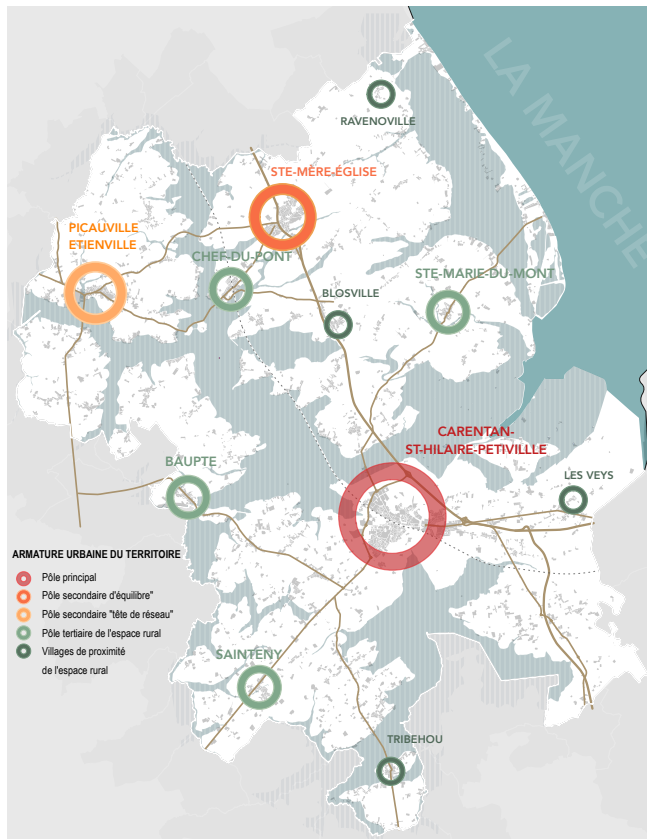 LA MANCHE
RAVENOVILLE
STE-MÈRE-ÉGLISE
PICAUVILLE
ETIENVILLE
CHEF-DU-PONT
STE-MARIE-DU-MONT
BLOSVILLE
CARENTAN-
ST-HILAIRE-PETIVILLLE
BAUPTE
LES VEYS
ARMATURE URBAINE DU TERRITOIRE
Pôle principal
Pôle secondaire d'équilibre"
Pôle secondaire "tête de réseau"
Pôle tertiaire de l'espace rural
Villages de proximité
de l'espace rural
SAINTENY
TRIBEHOU